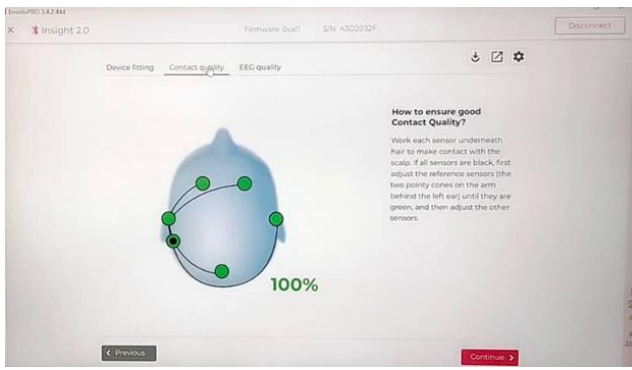 EmotivPRO 3.4.2.444
Insight 2.0
Disconnect
Device fitting Contact quality EEG quality
How to ensure good
Contact Quality?
Work each sensor underneath
hair to make contact with the
scalp. If all sensors are black, first
adjust the reference sensors (the
two pointy cones on the arm
behind the left ear) until they are
green, and then adjust the other
sensors.
100%
Previous
Continue